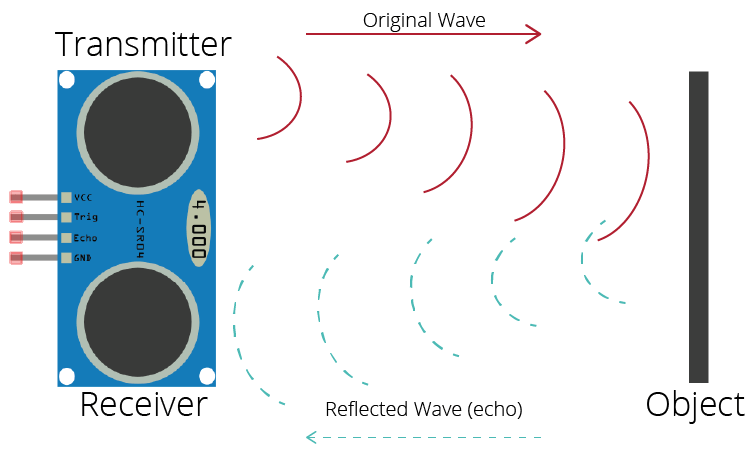 Original Wave
Transmitter
VCC
Trig
Echo
GND
HC-SR04
4.000
Receiver
Reflected Wave (echo)
Object